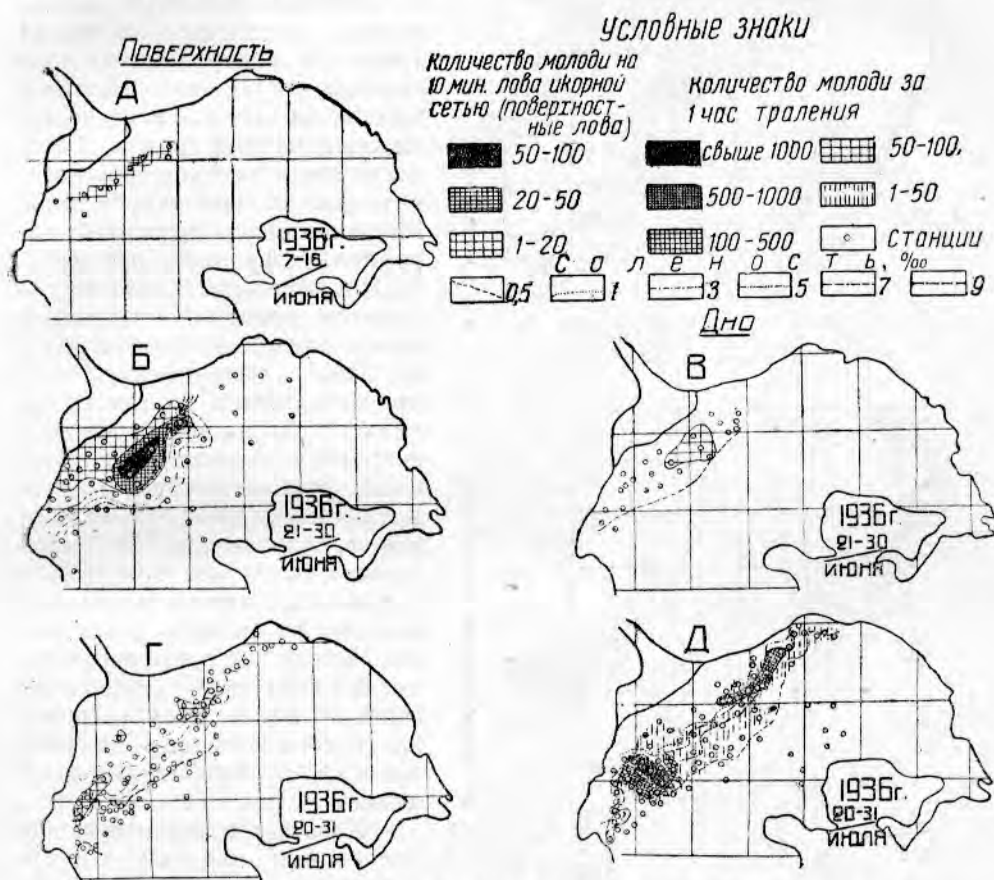 Условные знаки
Поверхность
Количество молоди на
10 мин. лова икорной
сетью (поверхност-
ные лова)
50-100
20-50
1-20
Количество молоди за
1 час траления
свыше 1000
500-1000
100-500
50-100
1-50
станции
Соленость, ‰
0,5
1
3
5
7
9
А
1936г.
7-16
июня
Дно
Б
1936г.
21-30
июня
В
1936г.
21-30
июня
Г
1936г.
20-31
июля
Д
1936г.
20-31
июля